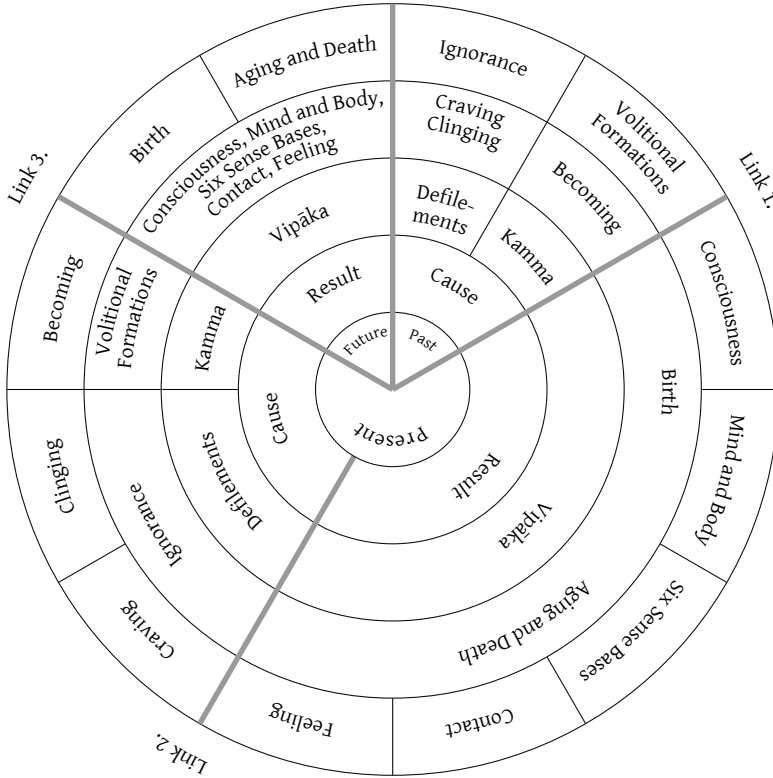 Aging and Death
Ignorance
Volitional
Formations
Link 1.
Consciousness
Mind and Body
Six Sense Bases
Contact
Feeling
Link 2.
Craving
Clinging
Becoming
Link 3.
Birth
Consciousness, Mind and Body,
Six Sense Bases,
Contact, Feeling
Craving
Clinging
Becoming
Birth
Aging and Death
Ignorance
Volitional
Formations
Vipāka
Defile-
ments
Kamma
Vipāka
Defilements
Kamma
Result
Cause
Result
Cause
Future
Past
Present